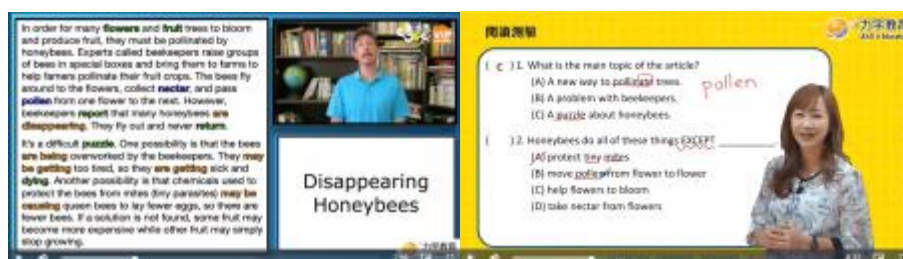 In order for many flowers and fruit trees to bloom
and produce fruit, they must be pollinated by
honeybees. Experts called beekeepers raise groups
of bees in special boxes and bring them to farms to
help famers pollinate their fruit crops. The bees fly
around to the flowers, collect nectar, and pass
pollen from one flower to the next. However,
beekeepers report that many honeybees are
disappearing. They fly out and never return.
It's a difficult puzzle. One possibility is that the bees
are being overworked by the beekeepers. They may
be getting too tired, so they are getting sick and
dying. Another possibility is that chemicals used to
protect the bees from mites (tiny parasites) may be
causing queen bees to lay fewer eggs, so there are
fewer bees. If a solution is not found, some fruit may
become more expensive while other fruit may simply
stop growing.
VIP
Disappearing
Honeybees
力宇教育
閱讀測驗
力宇教育
( c ) 1. What is the main topic of the article?
(A) A new way to pollinate trees.
(B) A problem with beekeepers.
(C) A puzzle about honeybees.
pollen
( ) 2. Honeybees do all of these things EXCEPT
(A) protect tiny mites
(B) move pollen from flower to flower
(C) help flowers to bloom
(D) take nectar from flowers